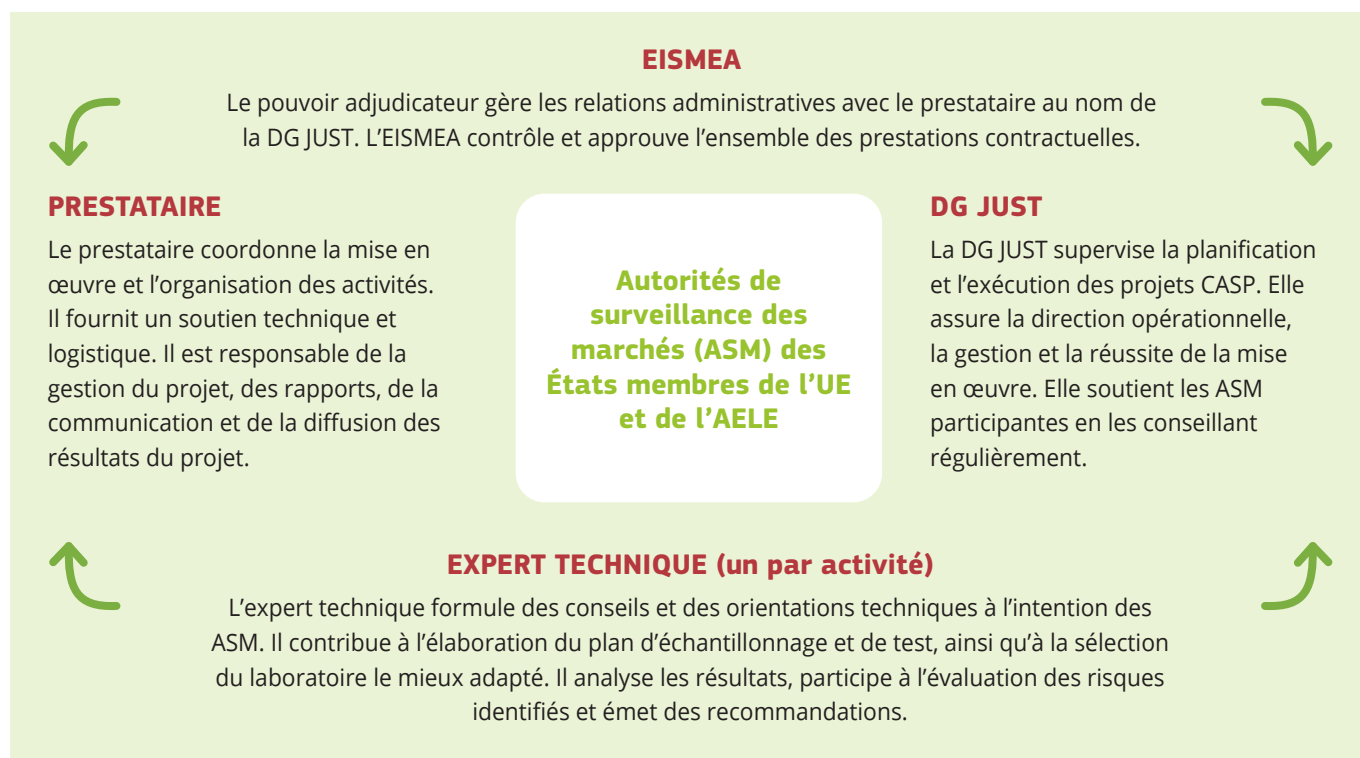 EISMEA
Le pouvoir adjudicateur gère les relations administratives avec le prestataire au nom de
la DG JUST. L’EISMEA contrôle et approuve l’ensemble des prestations contractuelles.
PRESTATAIRE
Le prestataire coordonne la mise en
œuvre et l’organisation des activités.
Il fournit un soutien technique et
logistique. Il est responsable de la
gestion du projet, des rapports, de la
communication et de la diffusion des
résultats du projet.
Autorités de
surveillance des
marchés (ASM) des
États membres de l’UE
et de l’AELE
DG JUST
La DG JUST supervise la planification
et l’exécution des projets CASP. Elle
assure la direction opérationnelle,
la gestion et la réussite de la mise
en œuvre. Elle soutient les ASM
participantes en les conseillant
régulièrement.
EXPERT TECHNIQUE (un par activité)
L’expert technique formule des conseils et des orientations techniques à l’intention des
ASM. Il contribue à l’élaboration du plan d’échantillonnage et de test, ainsi qu’à la sélection
du laboratoire le mieux adapté. Il analyse les résultats, participe à l’évaluation des risques
identifiés et émet des recommandations.